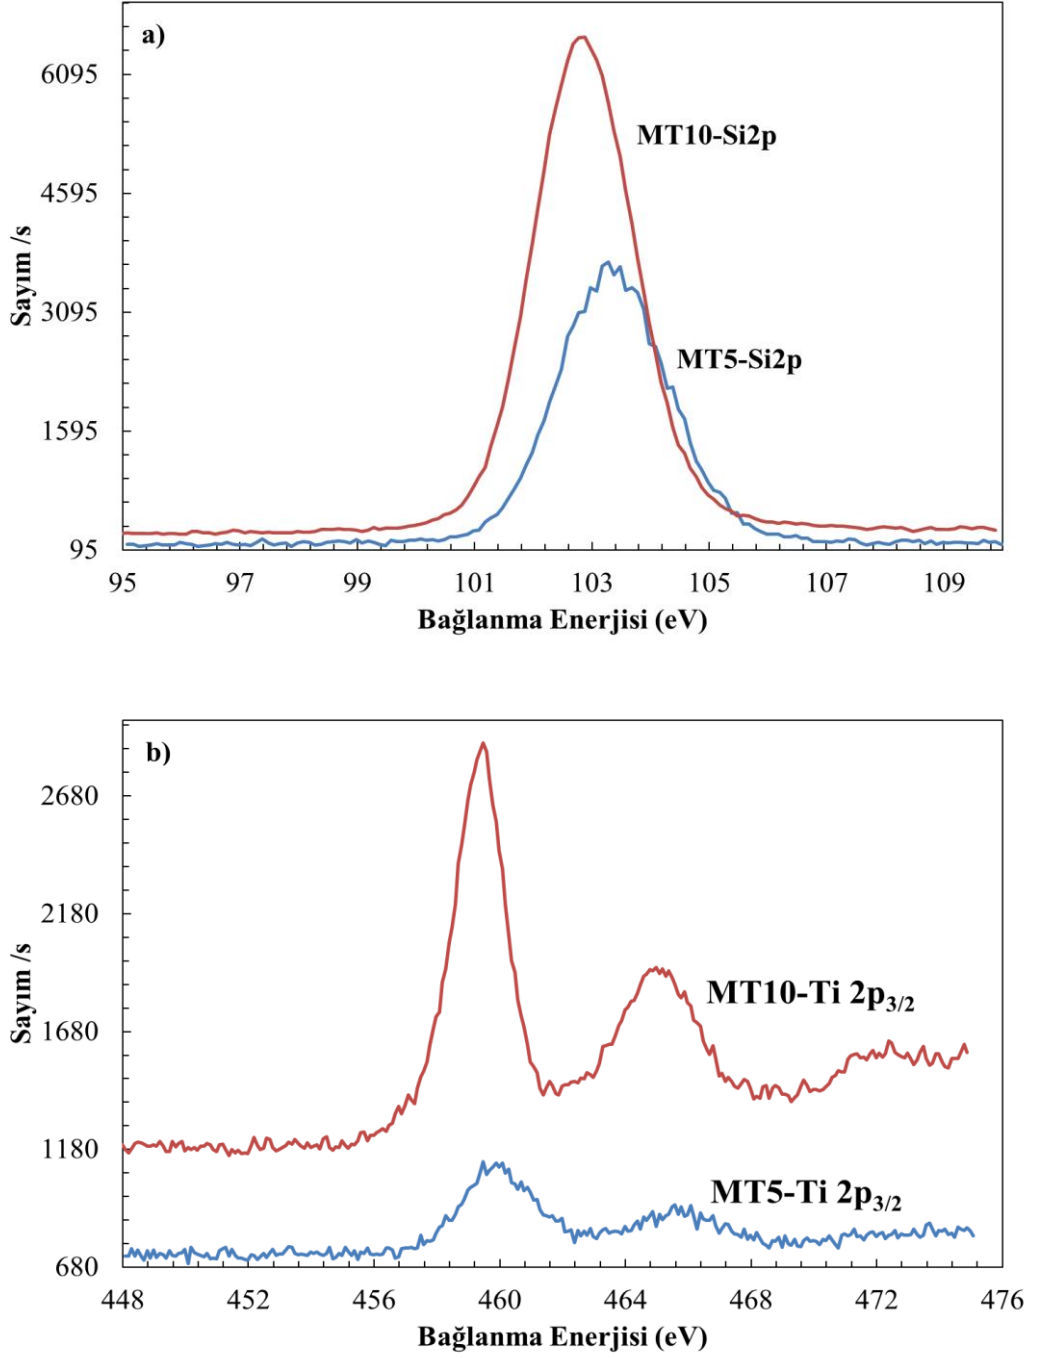 a)
6095
MT10-Si2p
4595
Sayım /s
3095
MT5-Si2p
1595
95
95 97 99 101 103 105 107 109
Bağlanma Enerjisi (eV)
b)
2680
2180
Sayım /s
MT10-Ti 2p3/2
1680
1180
MT5-Ti 2p3/2
680
448 452 456 460 464 468 472 476
Bağlanma Enerjisi (eV)